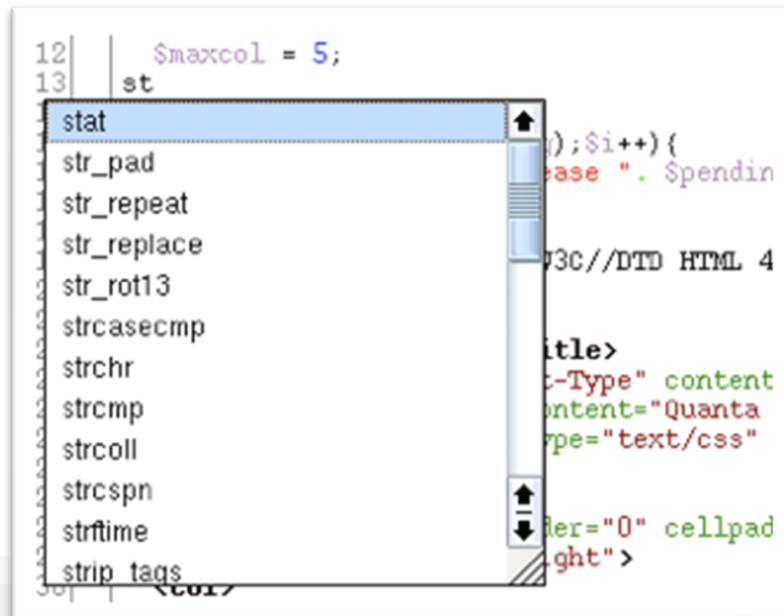 12 $maxcol = 5;
13 st
stat
str_pad
str_repeat
str_replace
str_rot13
strcasecmp
strchr
strcmp
strcoll
strcspn
strftime
strip_tags
);$i++){
ease ". $pendin
W3C//DTD HTML 4
itle>
t-Type" content
ontent="Quanta
ype="text/css"
der="0" cellpad
ght">
<col>